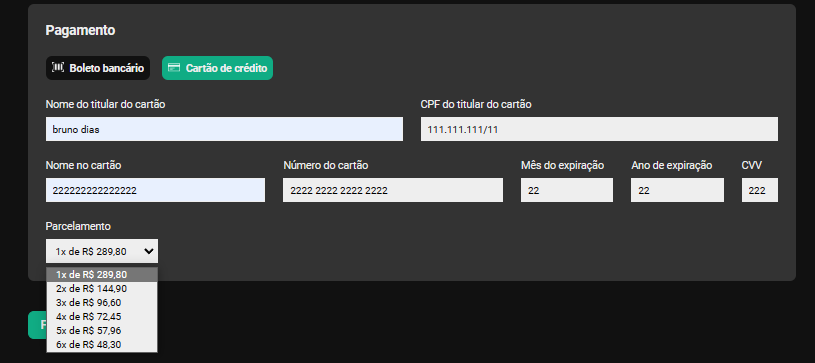 Pagamento
Boleto bancário Cartão de crédito
Nome do titular do cartão CPF do titular do cartão
bruno dias 111.111.111/11
Nome no cartão Número do cartão Mês do expiração Ano de expiração CVV
222222222222222 2222 2222 2222 2222 22 22 222
Parcelamento
1x de R$ 289,80
1x de R$ 289,80
2x de R$ 144,90
3x de R$ 96,60
4x de R$ 72,45
5x de R$ 57,96
6x de R$ 48,30